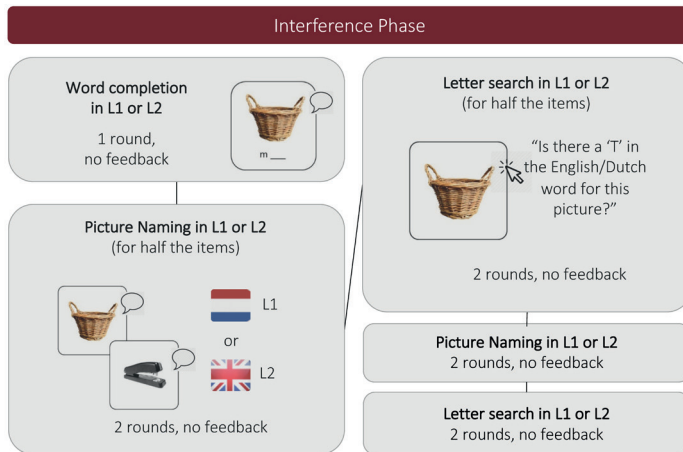 Interference Phase
Word completion
in L1 or L2
1 round,
no feedback
m ___
Picture Naming in L1 or L2
(for half the items)
L1
or
L2
2 rounds, no feedback
Letter search in L1 or L2
(for half the items)
“Is there a ‘T’ in
the English/Dutch
word for this
picture?”
2 rounds, no feedback
Picture Naming in L1 or L2
2 rounds, no feedback
Letter search in L1 or L2
2 rounds, no feedback